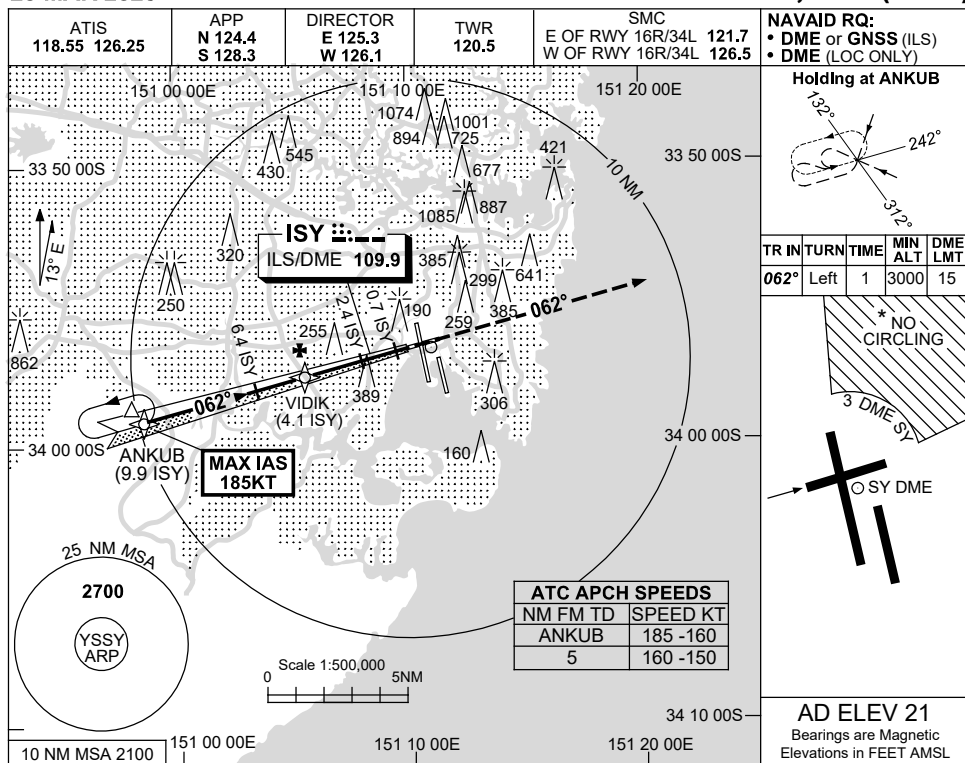 ATIS
118.55 126.25
APP
N 124.4
S 128.3
DIRECTOR
E 125.3
W 126.1
TWR
120.5
SMC
E OF RWY 16R/34L 121.7
W OF RWY 16R/34L 126.5
NAVAID RQ:
• DME or GNSS (ILS)
• DME (LOC ONLY)
151 00 00E
151 10 00E
151 20 00E
1074
1001
894
725
545
430
677
421
33 50 00S
33 50 00S
10 NM
887
1085
13° E
ISY
ILS/DME 109.9
320
385
641
299
250
190
385
259
062°
062°
6.4 ISY
2.4 ISY
0.7 ISY
255
862
VIDIK
(4.1 ISY)
389
306
062°
34 00 00S
34 00 00S
160
ANKUB
(9.9 ISY)
MAX IAS
185KT
25 NM MSA
2700
YSSY
ARP
ATC APCH SPEEDS
NM FM TD SPEED KT
ANKUB 185 -160
5 160 -150
Scale 1:500,000
0 5NM
34 10 00S
10 NM MSA 2100
151 00 00E
151 10 00E
151 20 00E
Holding at ANKUB
132°
242°
312°
TR IN TURN TIME MIN ALT DME LMT
062° Left 1 3000 15
* NO
CIRCLING
3 DME SY
SY DME
AD ELEV 21
Bearings are Magnetic
Elevations in FEET AMSL